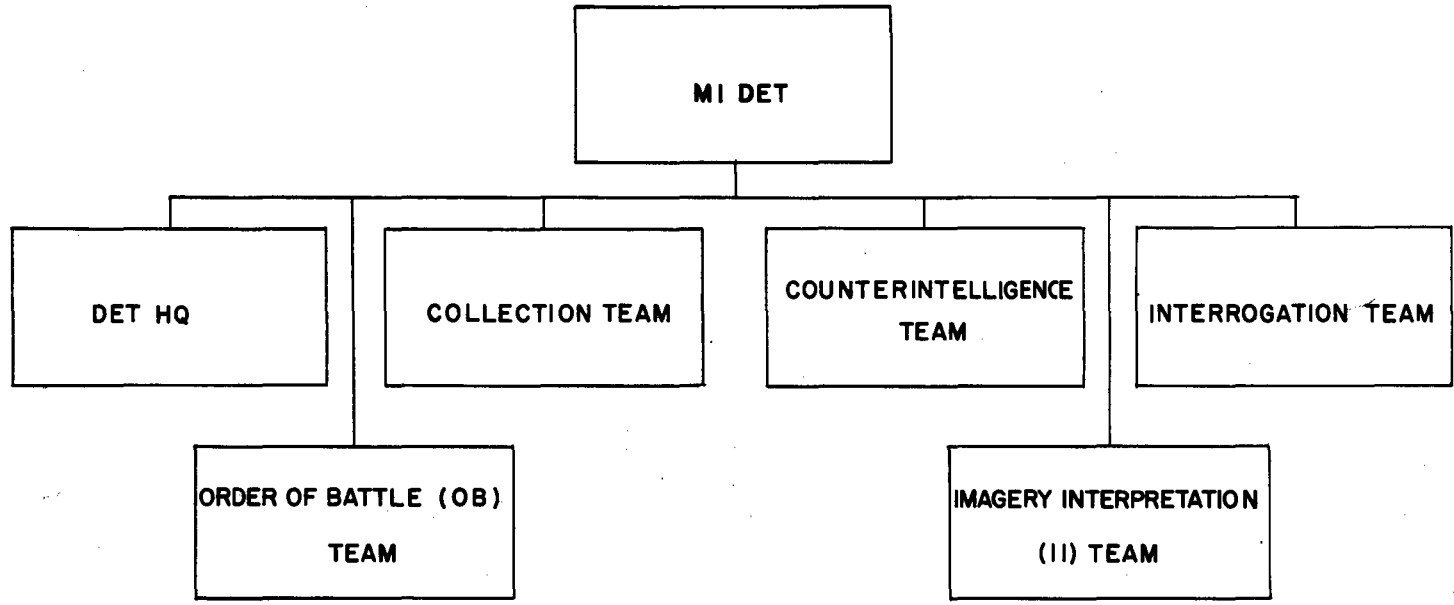 MI DET
DET HQ
COLLECTION TEAM
COUNTERINTELLIGENCE
TEAM
INTERROGATION TEAM
ORDER OF BATTLE (OB)
TEAM
IMAGERY INTERPRETATION
(II) TEAM